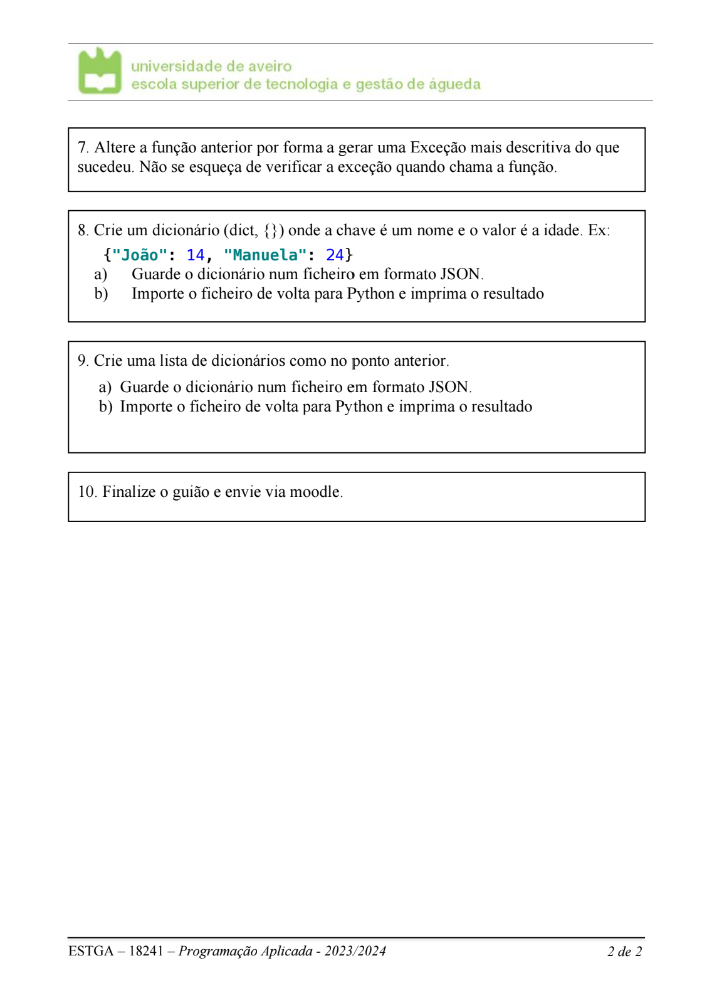 universidade de aveiro
escola superior de tecnologia e gestão de águeda
7. Altere a função anterior por forma a gerar uma Exceção mais descritiva do que
sucedeu. Não se esqueça de verificar a exceção quando chama a função.
8. Crie um dicionário (dict, {}) onde a chave é um nome e o valor é a idade. Ex:
{"João": 14, "Manuela": 24}
a) Guarde o dicionário num ficheiro em formato JSON.
b) Importe o ficheiro de volta para Python e imprima o resultado
9. Crie uma lista de dicionários como no ponto anterior.
a) Guarde o dicionário num ficheiro em formato JSON.
b) Importe o ficheiro de volta para Python e imprima o resultado
10. Finalize o guião e envie via moodle.
ESTGA – 18241 – Programação Aplicada - 2023/2024 2 de 2